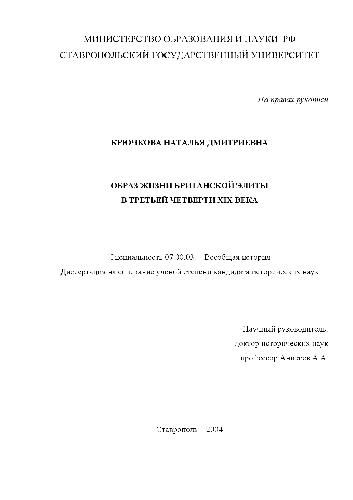 МИНИСТЕРСТВО ОБРАЗОВАНИЯ И НАУКИ РФ
СТАВРОПОЛЬСКИЙ ГОСУДАРСТВЕННЫЙ УНИВЕРСИТЕТ
На правах рукописи
КРЮЧКОВА НАТАЛЬЯ ДМИТРИЕВНА
ОБРАЗ ЖИЗНИ БРИТАНСКОЙ ЭЛИТЫ
В ТРЕТЬЕЙ ЧЕТВЕРТИ XIX ВЕКА
Специальность 07.00.03 Всеобщая история
Диссертация на соискание ученой степени кандидата исторических наук
Научный руководитель:
доктор исторических наук
профессор А.А.
Ставрополь 2004